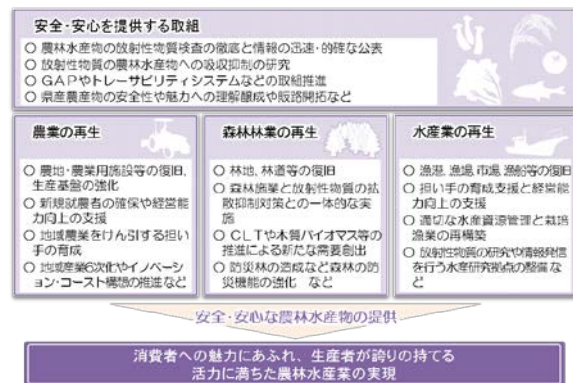 安全・安心を提供する取組
○ 農林水産物の放射性物質検査の徹底と情報の迅速・的確な公表
○ 放射性物質の農林水産物への吸収抑制の研究
○ GAPやトレーサビリティシステムなどの取組推進
○ 県産農産物の安全性や魅力への理解醸成や販路開拓など
農業の再生
○ 農地・農業用施設等の復旧、
生産基盤の強化
○ 新規就農者の確保や経営能
力向上の支援
○ 地域農業をけん引する担い
手の育成
○ 地域産業6次化やイノベーシ
ョン・コースト構想の推進など
森林林業の再生
○ 林地、林道等の復旧
○ 森林施業と放射性物質の拡
散抑制対策との一体的な実
施
○ CLTや木質バイオマス等の
推進による新たな需要創出
○ 防災林の造成など森林の防
災機能の強化 など
水産業の再生
○ 漁港、漁場、市場、漁船等の復旧
○ 担い手の育成支援と経営能
力向上の支援
○ 適切な水産資源管理と栽培
漁業の再構築
○ 放射性物質の研究や情報発信
を行う水産研究拠点の整備 な
ど
安全・安心な農林水産物の提供
消費者への魅力にあふれ、生産者が誇りの持てる
活力に満ちた農林水産業の実現